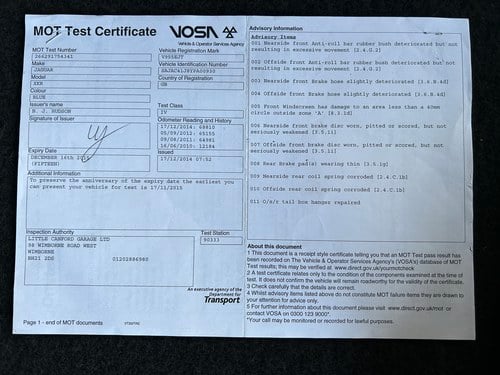 MOT Test Certificate
VOSA
Vehicle & Operator Services Agency
MOT Test Number
Vehicle Registration Mark
Make
JAGUAR
Vehicle Identification Number
Model
XKR
Country of Registration
GB
Colour
BLUE
Issuer's name
B. J. HUDSON
Test Class
IV
Signature of Issuer
Odometer Reading and History
17/12/2014: 69810
05/09/2012: 65155
09/08/2011: 64982
16/06/2010: 12184
Expiry Date
DECEMBER 16th 2015
(FIFTEEN)
Issued
17/12/2014 07:52
Additional Information
To preserve the anniversary of the expiry date the earliest you
can present your vehicle for test is 17/11/2015
Inspection Authority
LITTLE CANFORD GARAGE LTD
38 WIMBORNE ROAD WEST
WIMBORNE
BH21 2DS 01202886980
Test Station
90333
An executive agency of the
Department for
Transport
Page 1 - end of MOT documents
Advisory Information
Advisory Items
001 Nearside front Anti-roll bar rubber bush deteriorated but not
resulting in excessive movement [2.4.G.2]
002 Offside front Anti-roll bar rubber bush deteriorated but not
resulting in excessive movement [2.4.G.2]
003 Nearside front Brake hose slightly deteriorated [3.6.B.4d]
004 Offside front Brake hose slightly deteriorated [3.6.B.4d]
005 Front Windscreen has damage to an area less than a 40mm
circle outside zone 'A' [8.3.1d]
006 Nearside front brake disc worn, pitted or scored, but not
seriously weakened [3.5.1i]
007 Offside front brake disc worn, pitted or scored, but not
seriously weakened [3.5.1i]
008 Rear Brake pad(s) wearing thin [3.5.1g]
009 Nearside rear coil spring corroded [2.4.C.1b]
010 Offside rear coil spring corroded [2.4.C.1b]
011 O/s/r tail box hanger repaired
About this document
1 This document is a receipt style certificate telling you that an MOT Test pass result has
been recorded on The Vehicle & Operator Services Agency's (VOSA's) database of MOT
Test results; this may be verified at www.direct.gov.uk/yourmotcheck
2 A test certificate relates only to the condition of the components examined at the time of
test. It does not confirm the vehicle will remain roadworthy for the validity of the certificate.
3 Check carefully that the details are correct.
4 Whilst advisory items listed above do not constitute MOT failure items they are drawn to
your attention for advice only.
5 For further information about this document please visit www.direct.gov.uk/mot or
contact VOSA on 0300 123 9000*.
*Your call may be monitored or recorded for lawful purposes.